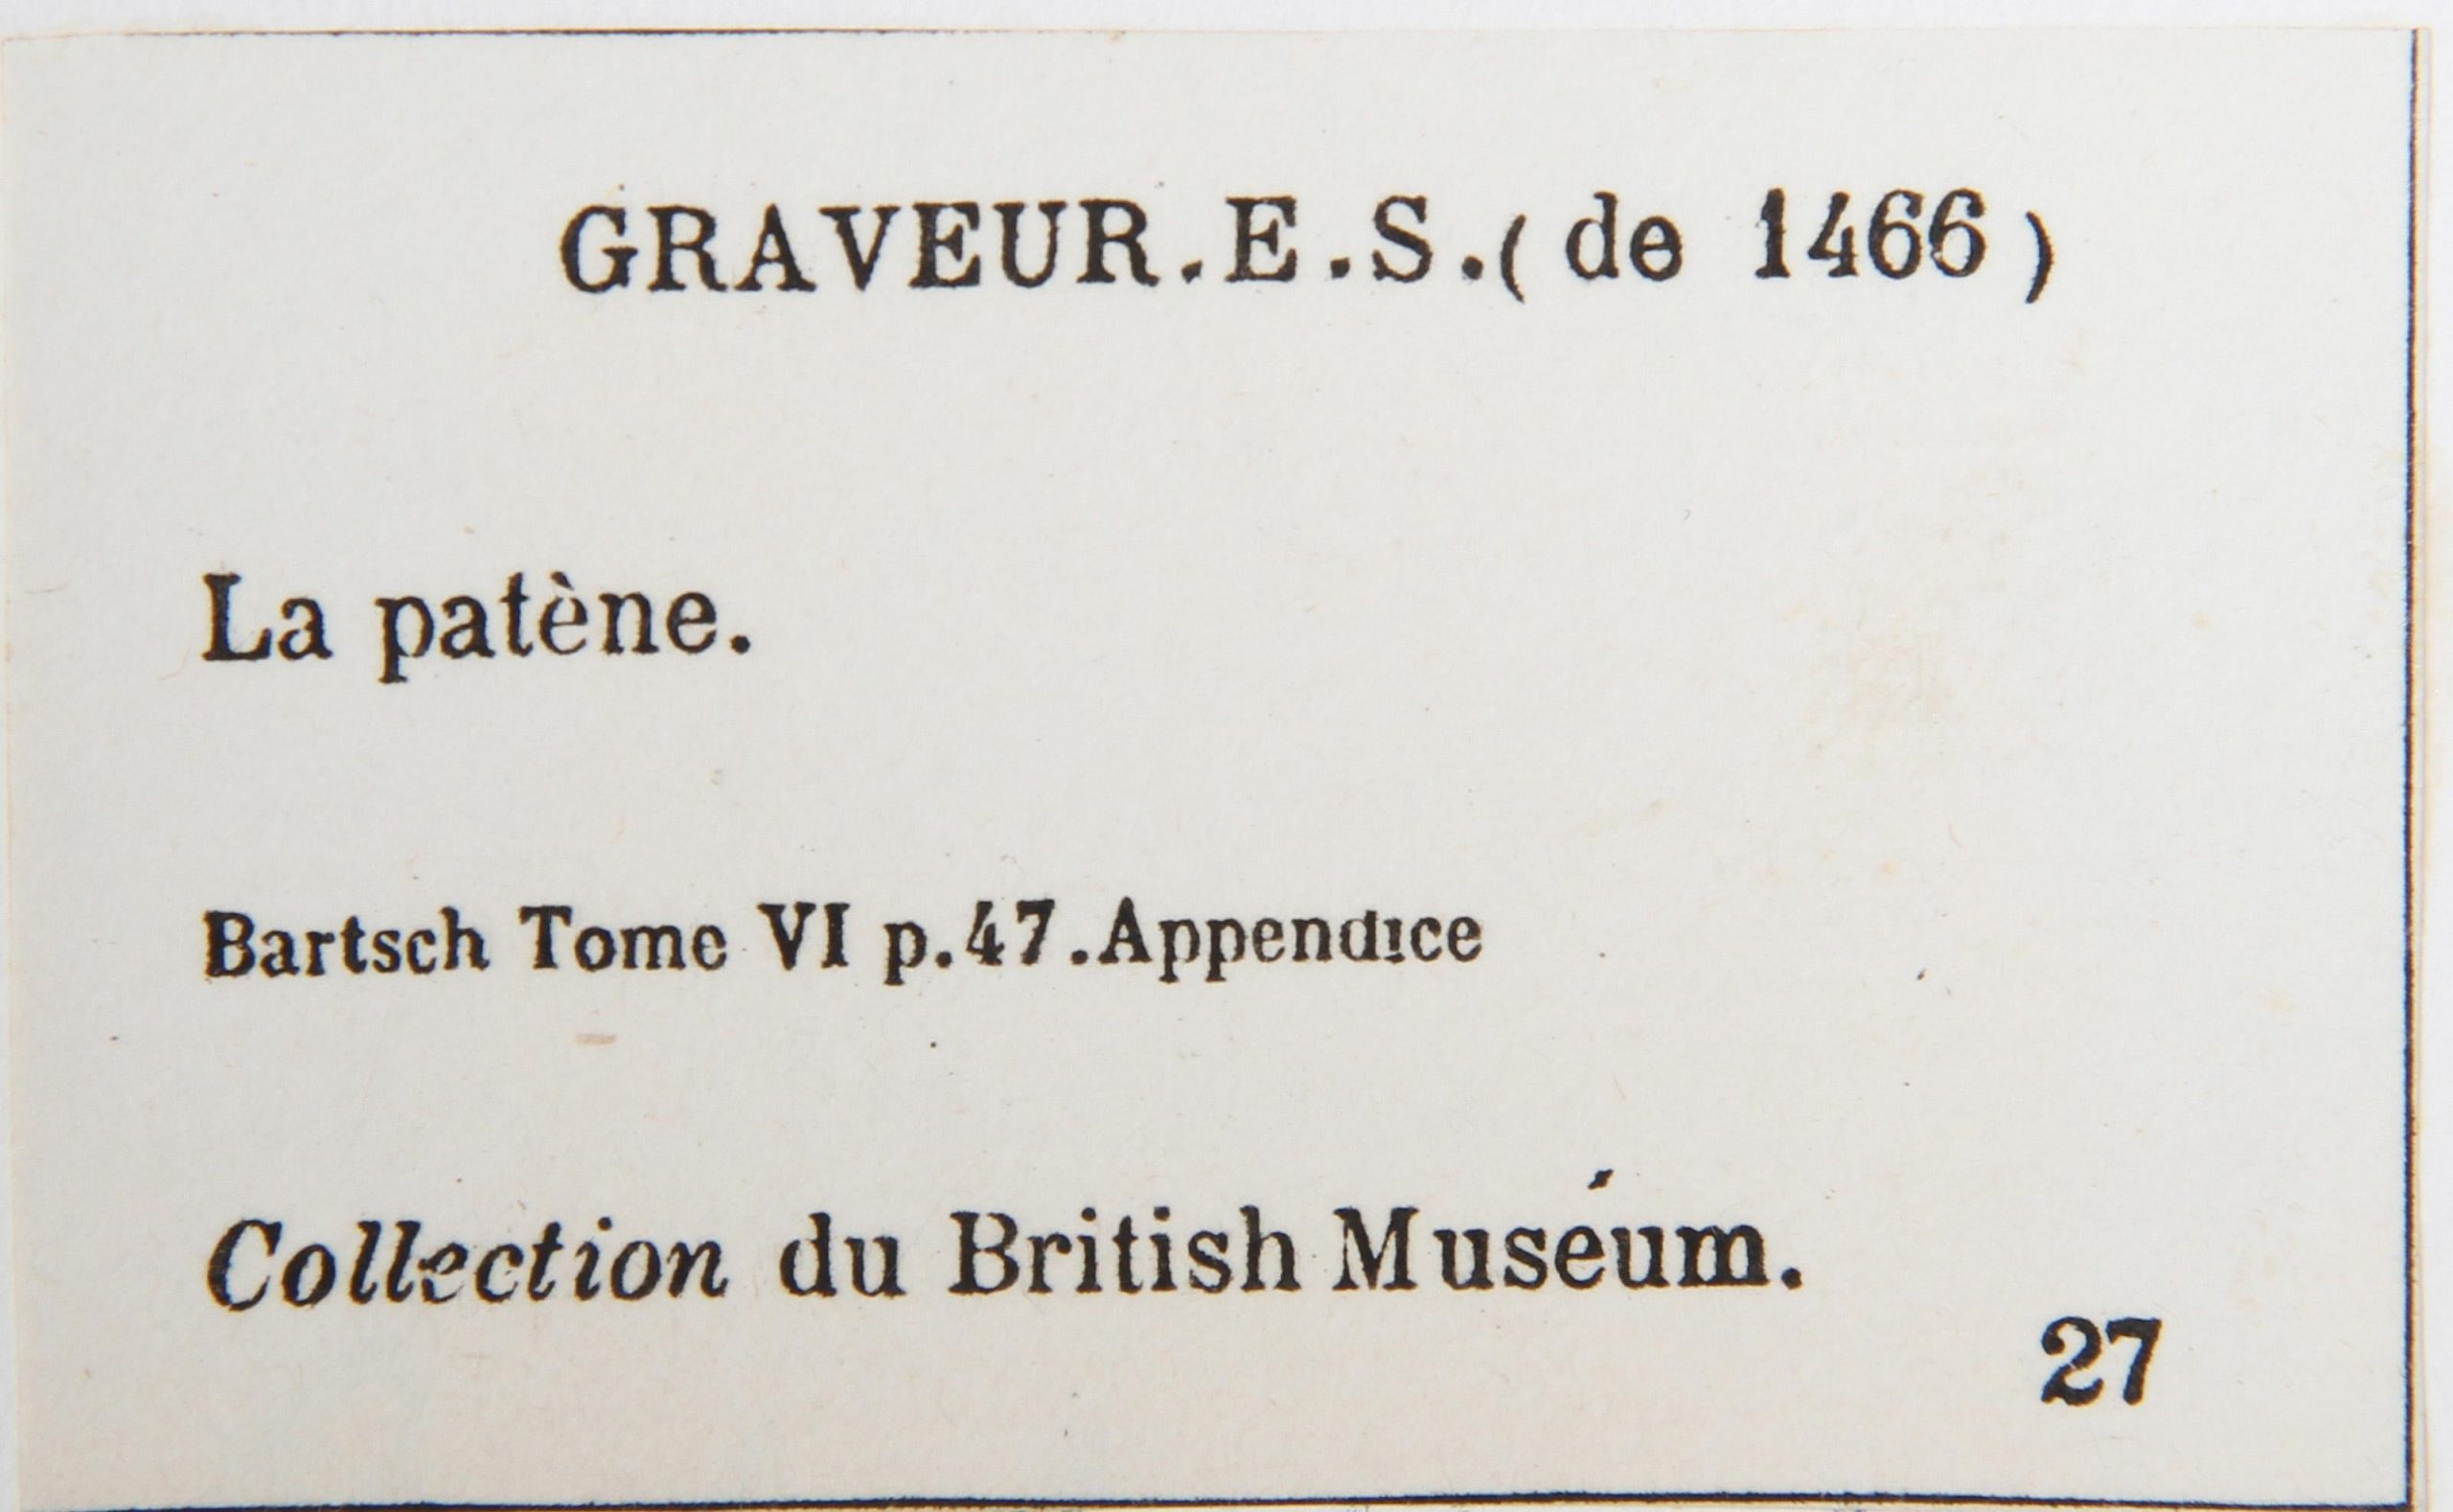 GRAVEUR.E.S.( de 1466 )
La patène.
Bartsch Tome VI p.47.Appendice
Collection du British Muséum.
27